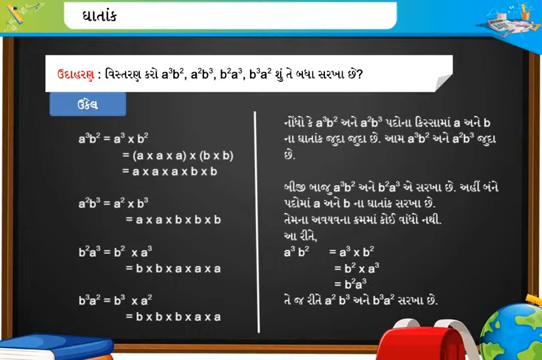 ઘાતાંક
ઉદાહરણ : વિસ્તરણ કરો a³b², a²b³, b²a³, b³a² શું તે બધા સરખા છે?
ઉકેલ
a³b² = a³ x b²
= (a x a x a) x (b x b)
= a x a x a x b x b
a²b³ = a² x b³
= a x a x b x b x b
b²a³ = b² x a³
= b x b x a x a x a
b³a² = b³ x a²
= b x b x b x a x a
નોંધો કે a³b² અને a²b³ પદોના કિસ્સામાં a અને b
ના ઘાતાંક જુદા જુદા છે. આમ a³b² અને a²b³ જુદા
છે.
બીજી બાજુ a³b² અને b²a³ એ સરખા છે. અહીં બંને
પદોમાં a અને b ના ઘાતાંક સરખા છે.
તેમના અવયવના ક્રમમાં કોઈ વાંધો નથી.
આ રીતે,
a³ b² = a³ x b²
= b² x a³
= b²a³
તે જ રીતે a² b³ અને b³a² સરખા છે.